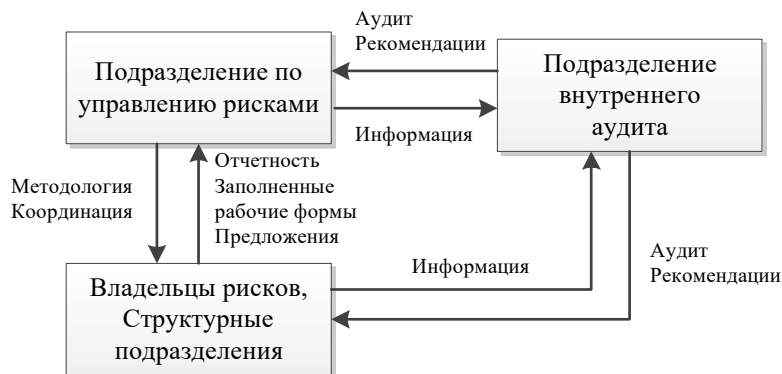 Аудит
Рекомендации
Подразделение по
управлению рисками
Подразделение
внутреннего
аудита
Информация
Методология
Координация
Отчетность
Заполненные
рабочие формы
Предложения
Информация
Аудит
Рекомендации
Владельцы рисков,
Структурные
подразделения